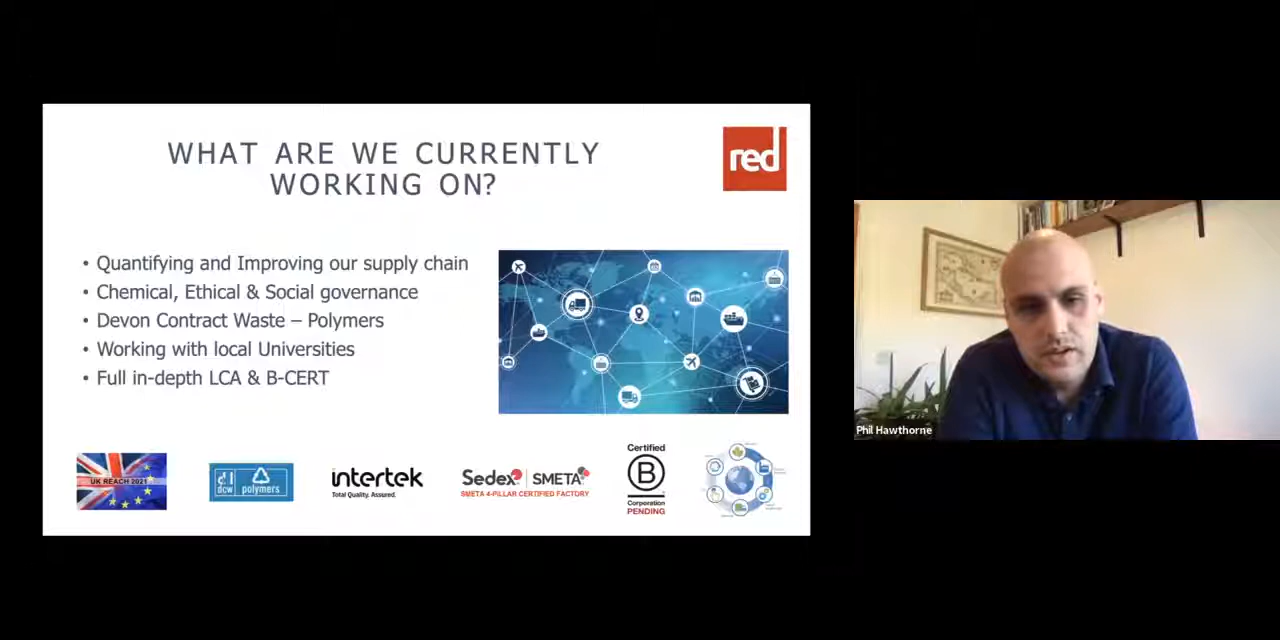 WHAT ARE WE CURRENTLY
WORKING ON?
red
• Quantifying and Improving our supply chain
• Chemical, Ethical & Social governance
• Devon Contract Waste – Polymers
• Working with local Universities
• Full in-depth LCA & B-CERT
UK REACH 2021
dcw polymers
intertek
Total Quality. Assured.
Sedex | SMETA
SMETA 4-PILLAR CERTIFIED FACTORY
Certified
B
Corporation
PENDING
Phil Hawthorne